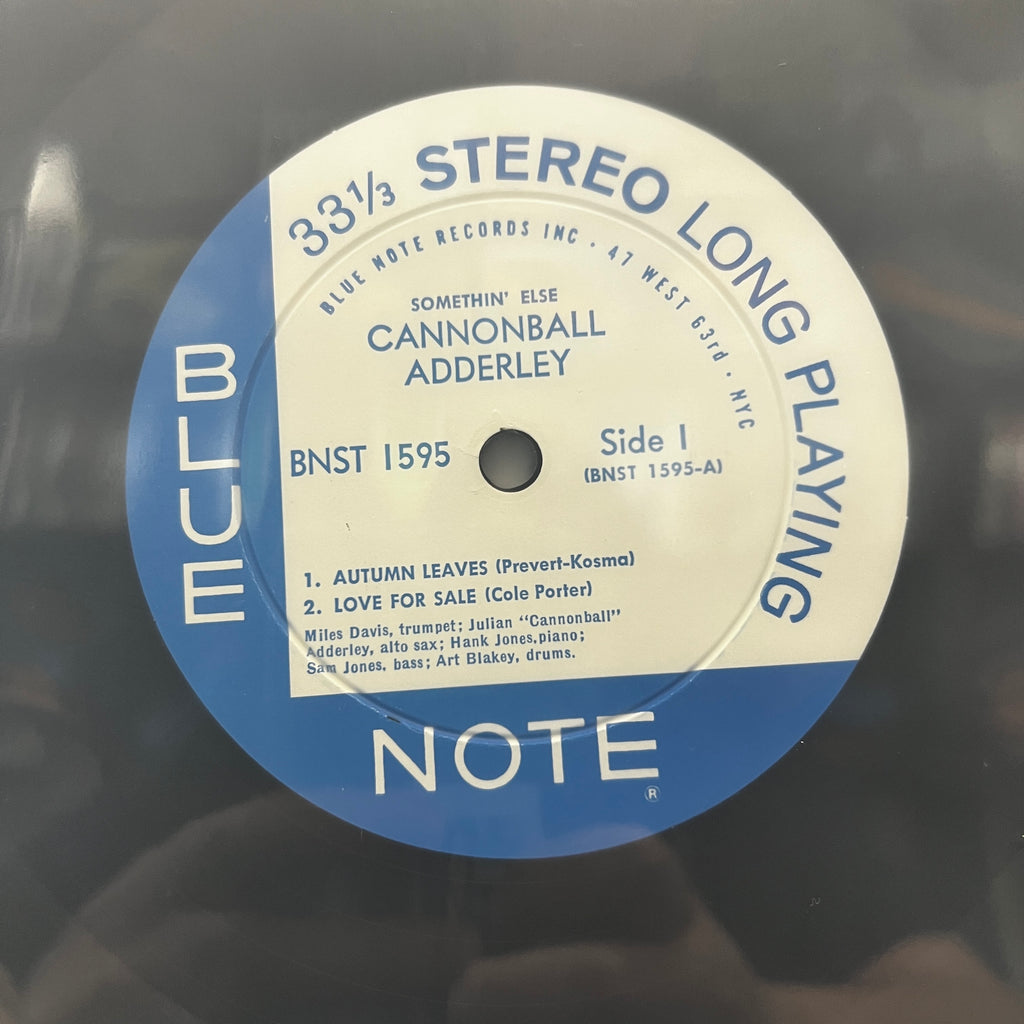 33⅓ STEREO LONG PLAYING
BLUE NOTE RECORDS INC · 47 WEST 63rd · NYC
SOMETHIN' ELSE
CANNONBALL
ADDERLEY
BNST 1595
Side 1
(BNST 1595-A)
1. AUTUMN LEAVES (Prevert-Kosma)
2. LOVE FOR SALE (Cole Porter)
Miles Davis, trumpet; Julian "Cannonball"
Adderley, alto sax; Hank Jones,piano;
Sam Jones, bass; Art Blakey, drums.
BLUE
NOTE
®